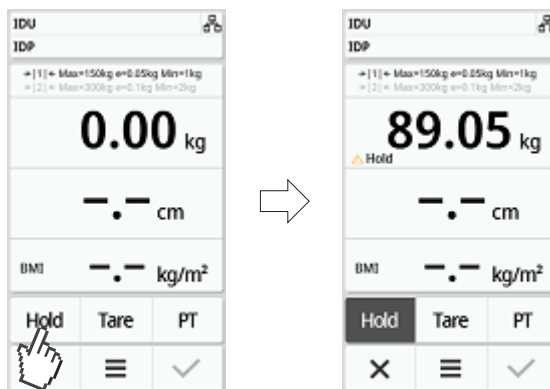 IDU
IDP
→|1|← Max=150kg e=0.05kg Min=1kg
→|2|← Max=300kg e=0.1kg Min=2kg
0.00 kg
-.- cm
BMI -.- kg/m²
Hold Tare PT
IDU
IDP
→|1|← Max=150kg e=0.05kg Min=1kg
→|2|← Max=300kg e=0.1kg Min=2kg
89.05 kg
Hold
-.- cm
BMI -.- kg/m²
Hold Tare PT